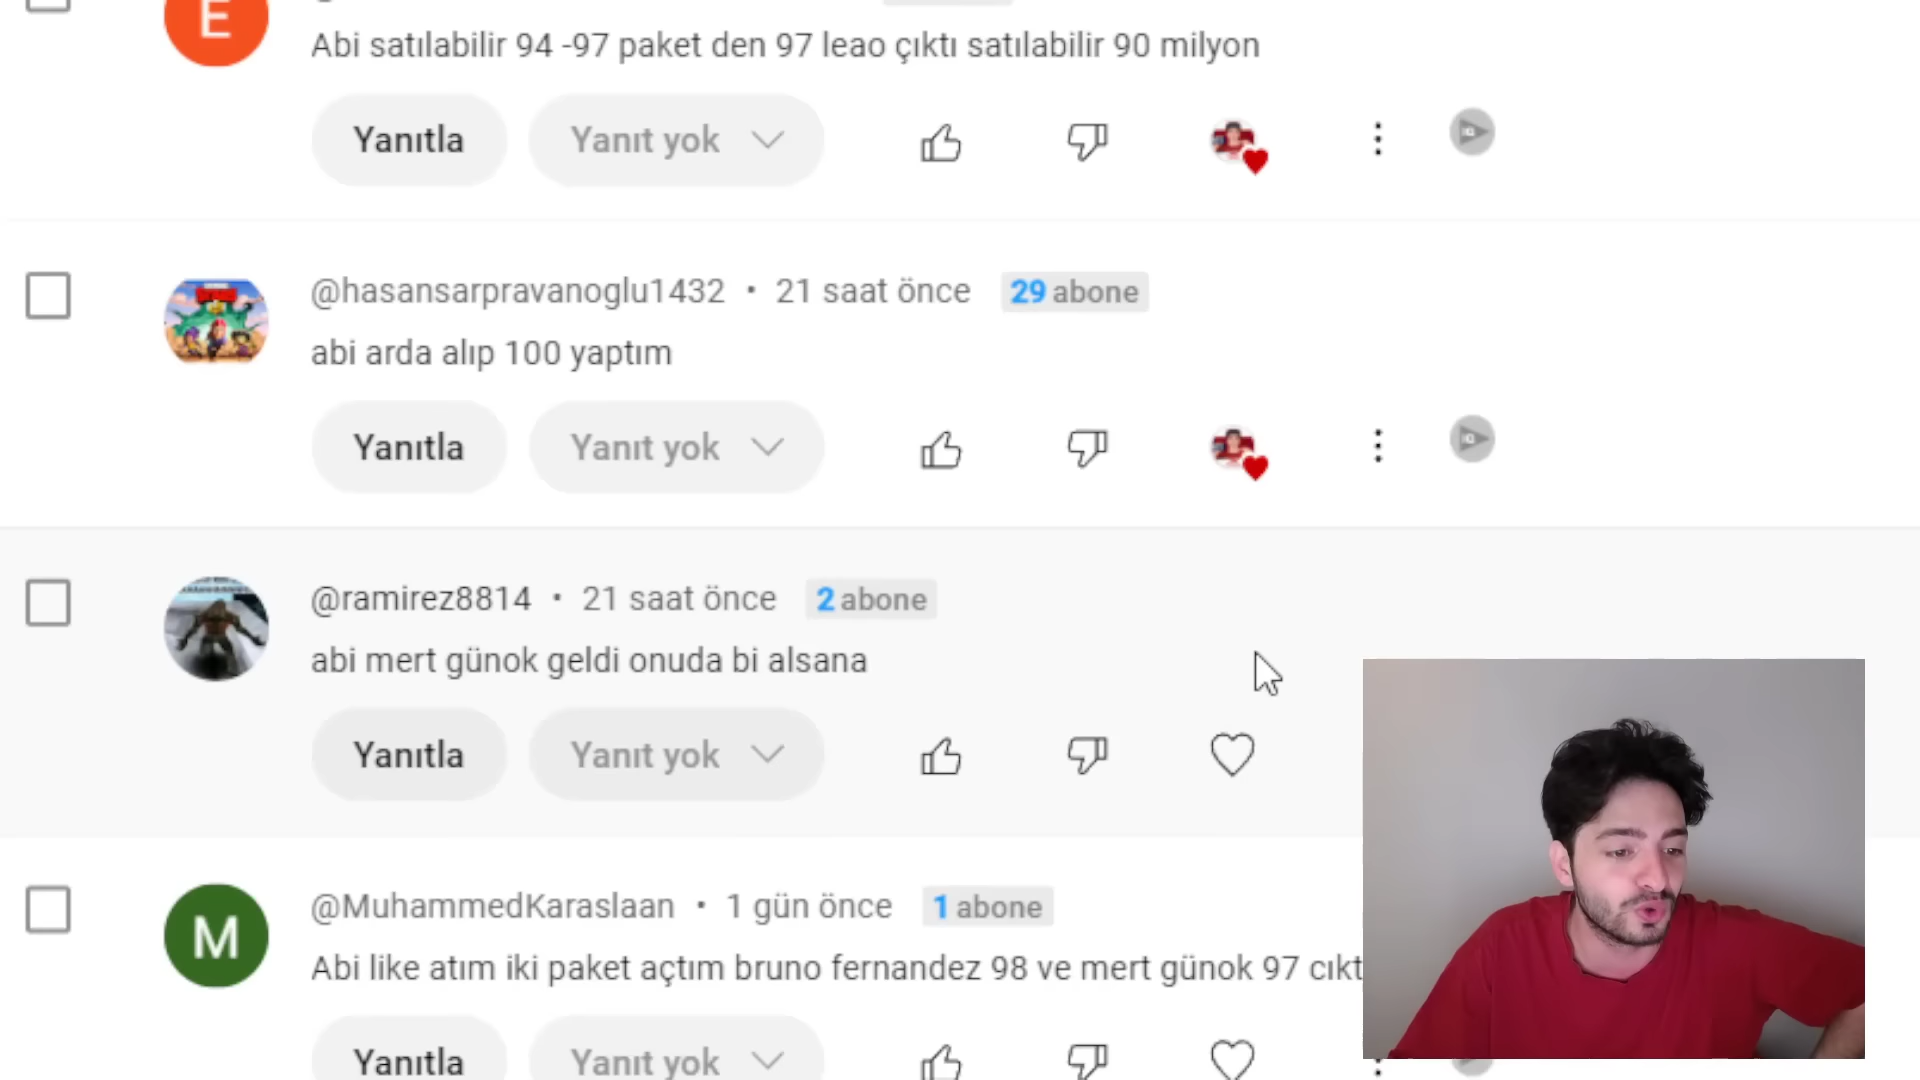 E
Abi satılabilir 94 -97 paket den 97 leao çıktı satılabilir 90 milyon
Yanıtla Yanıt yok
@hasansarpravanoglu1432 • 21 saat önce 29 abone
abi arda alıp 100 yaptım
Yanıtla Yanıt yok
@ramirez8814 • 21 saat önce 2 abone
abi mert günok geldi onuda bi alsana
Yanıtla Yanıt yok
M
@MuhammedKaraslaan • 1 gün önce 1 abone
Abi like atım iki paket açtım bruno fernandez 98 ve mert günok 97 cıkt
Yanıtla Yanıt yok